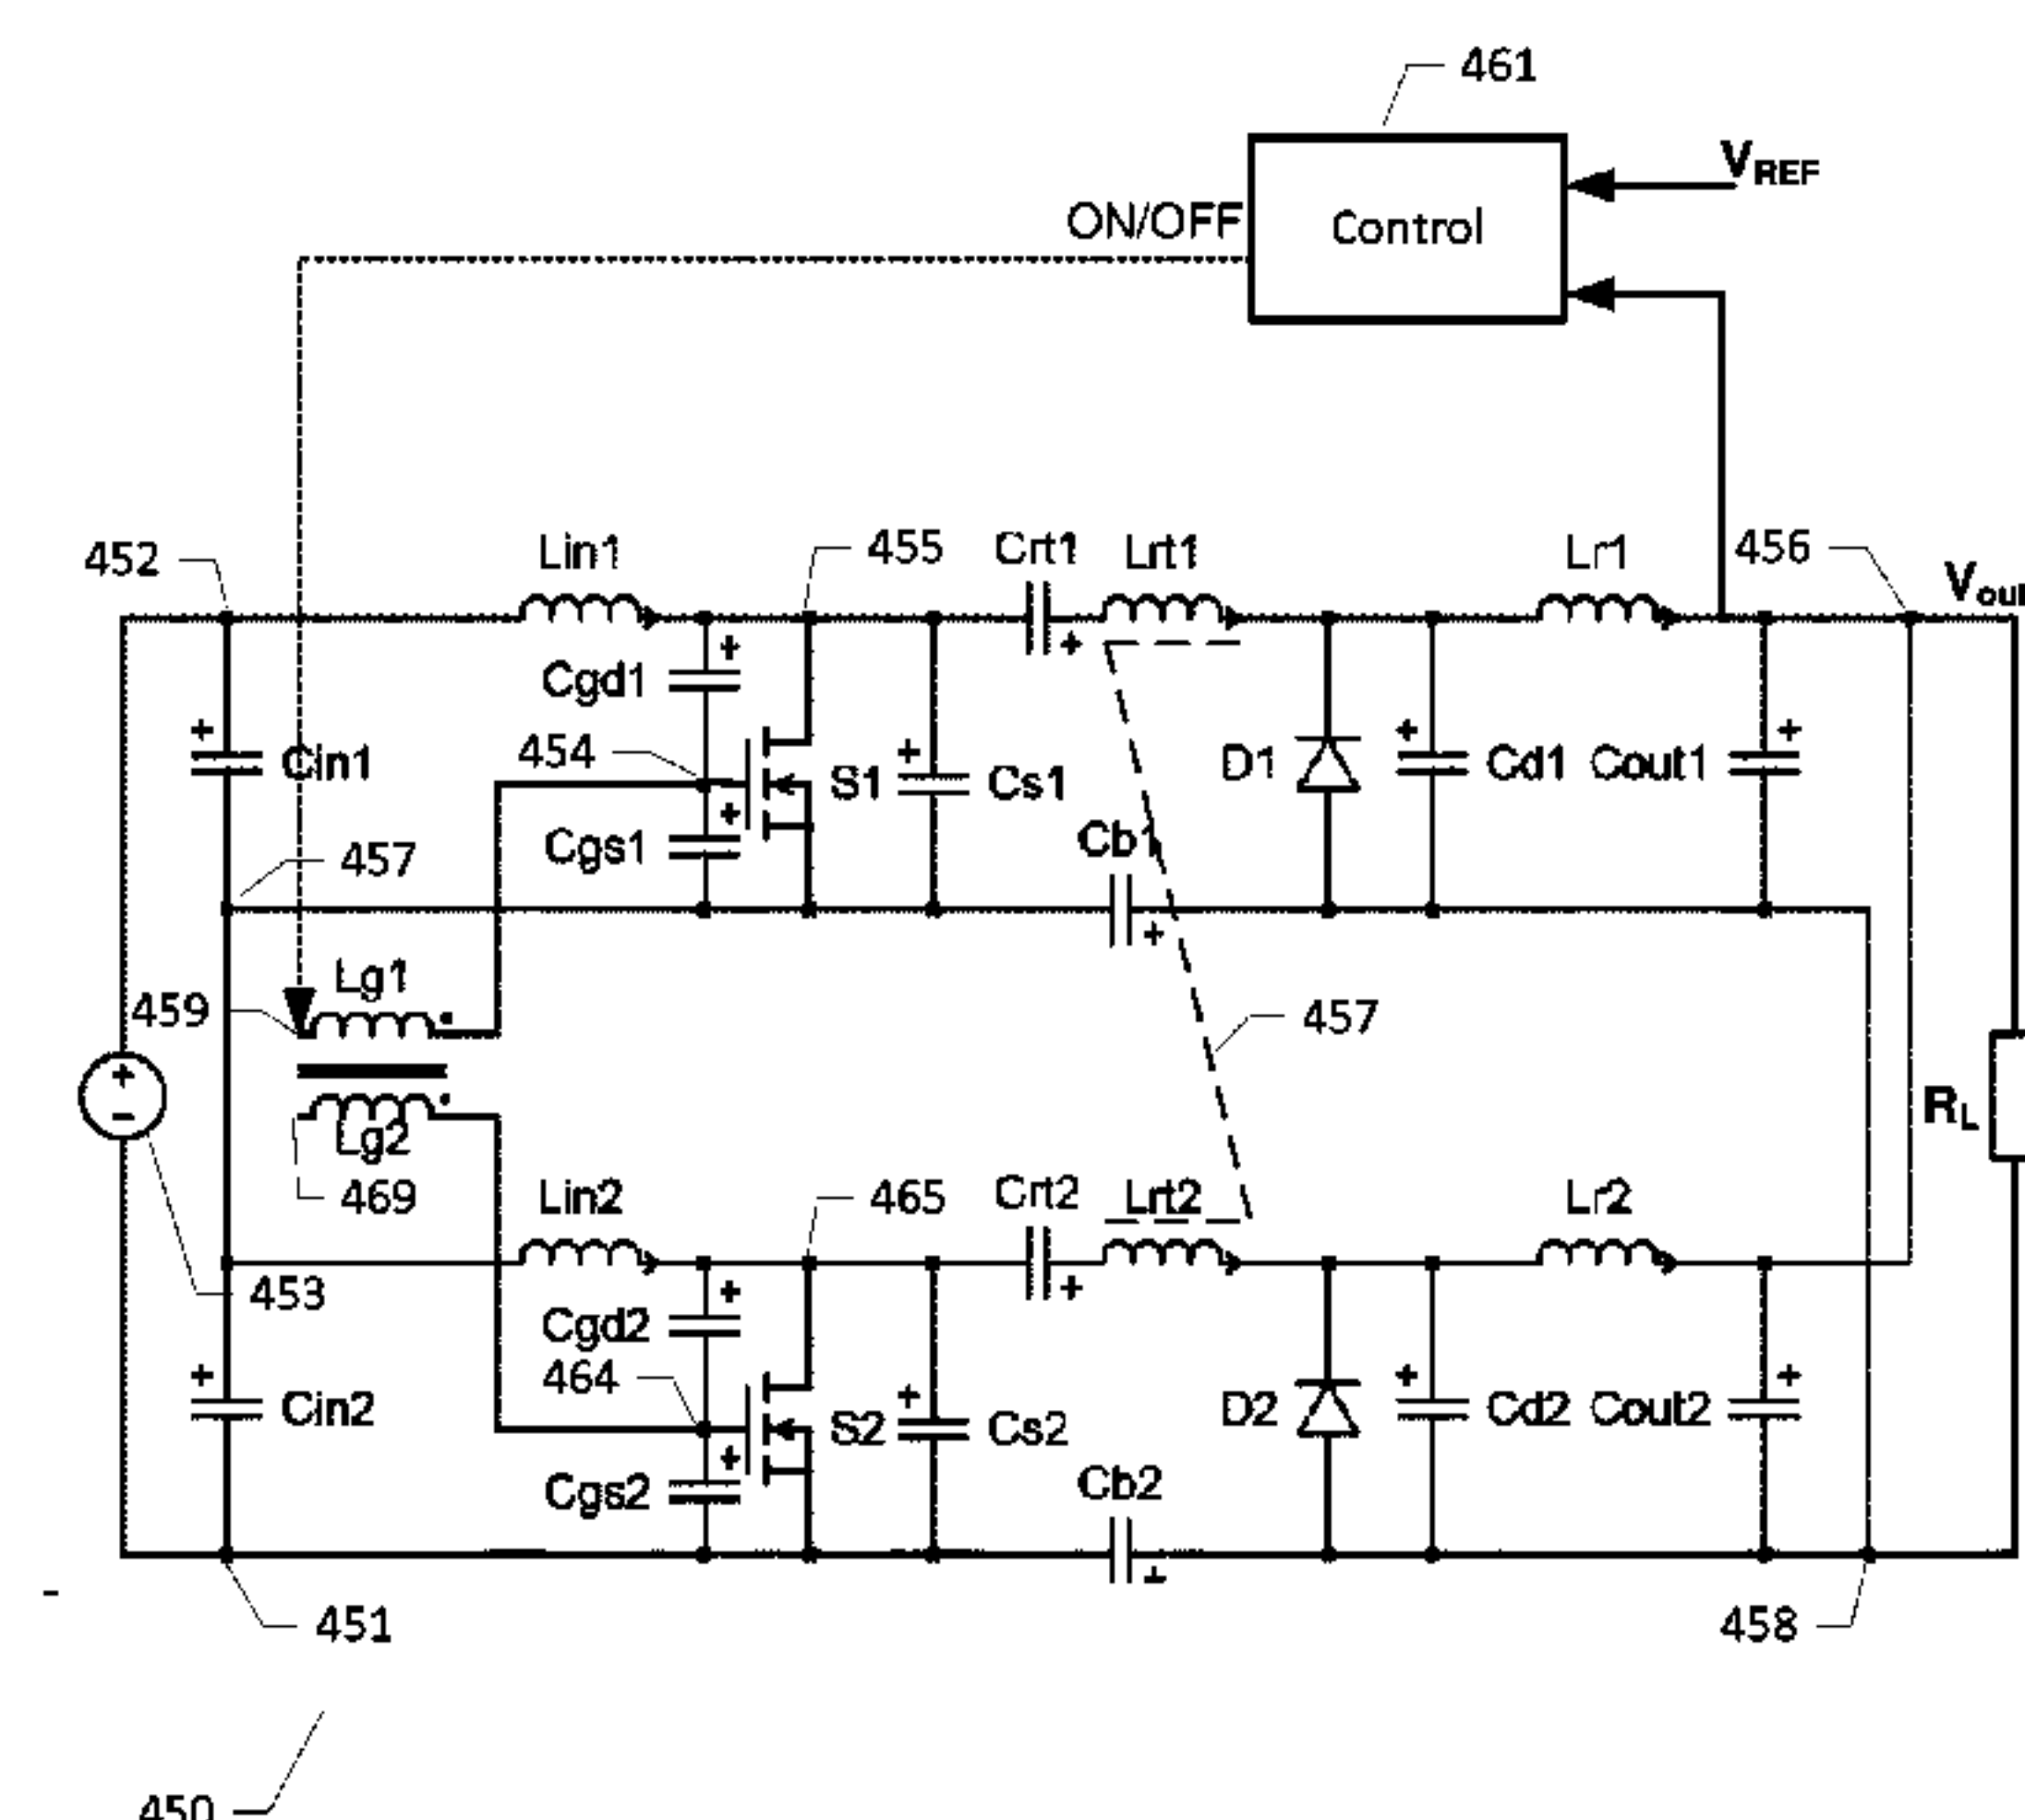 461
VREF
ON/OFF
Control
452
Lin1
455
Crt1
Lrt1
Lr1
456
+
+
Cgd1
+
Cin1
454
+
Cgs1
S1
+
Cs1
D1
+
Cd1
Cout1
+
Cb1
+
457
Lg1
459
457
+
-
Lg2
469
RL
Lin2
465
Crt2
Lrt2
Lr2
453
+
+
Cgd2
+
Cin2
464
+
Cgs2
S2
+
Cs2
D2
+
Cd2
Cout2
+
Cb2
+
-
451
458
450